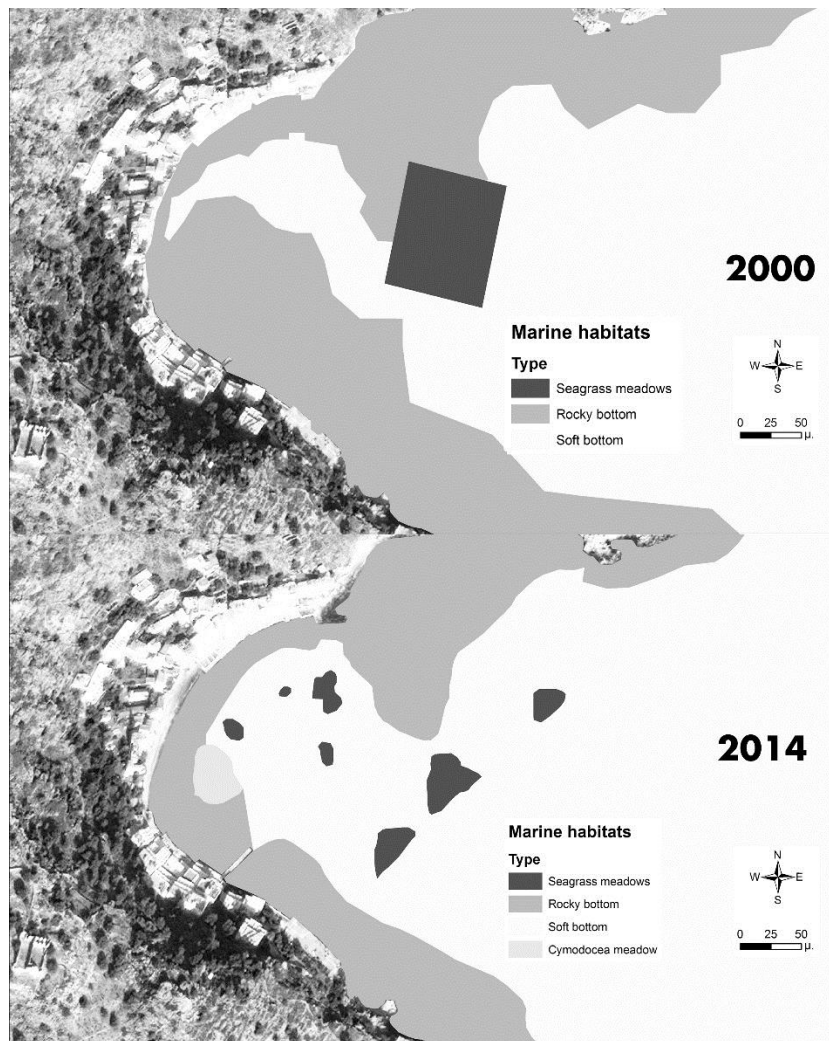 2000
Marine habitats
Type
Seagrass meadows
Rocky bottom
Soft bottom
N
W E
S
0 25 50
μ.
2014
Marine habitats
Type
Seagrass meadows
Rocky bottom
Soft bottom
Cymodocea meadow
N
W E
S
0 25 50
μ.